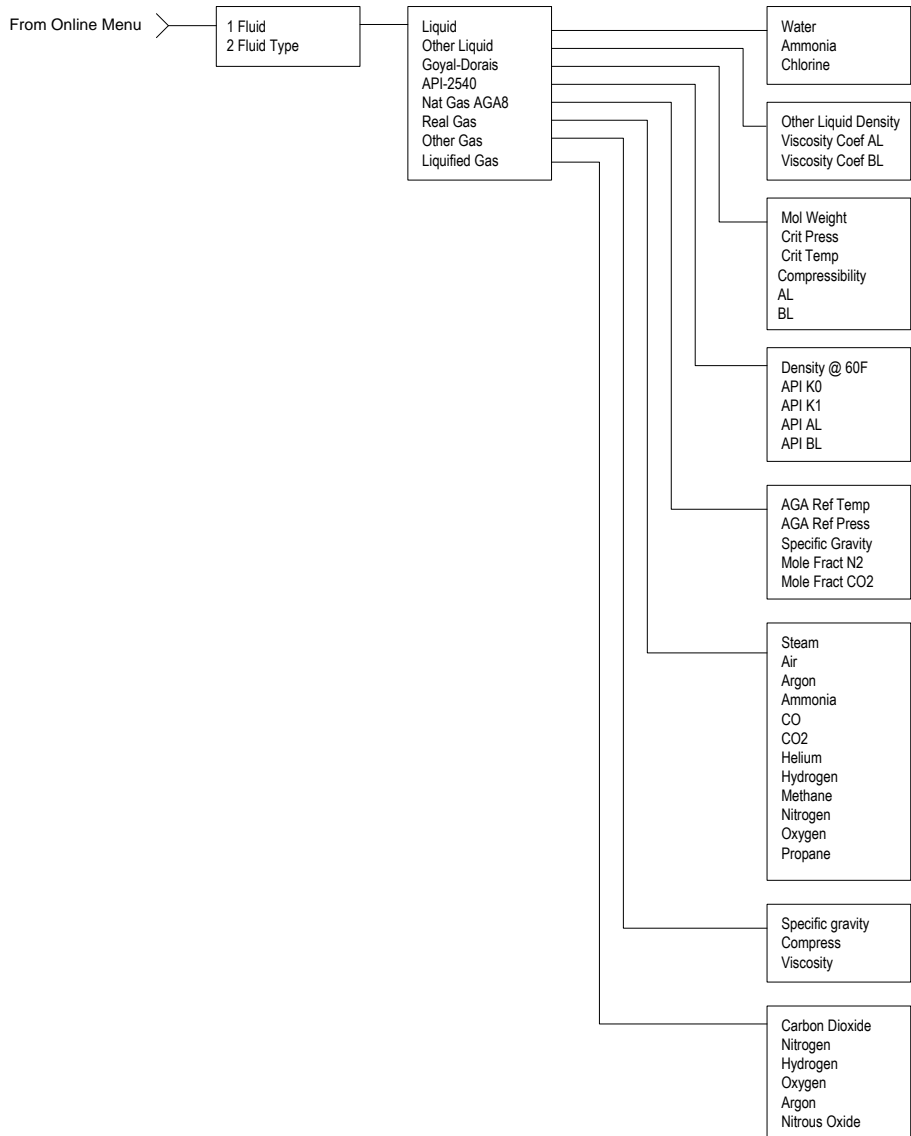 From Online Menu
1 Fluid
2 Fluid Type
Liquid
Other Liquid
Goyal-Dorais
API-2540
Nat Gas AGA8
Real Gas
Other Gas
Liquified Gas
Water
Ammonia
Chlorine
Other Liquid Density
Viscosity Coef AL
Viscosity Coef BL
Mol Weight
Crit Press
Crit Temp
Compressibility
AL
BL
Density @ 60F
API K0
API K1
API AL
API BL
AGA Ref Temp
AGA Ref Press
Specific Gravity
Mole Fract N2
Mole Fract CO2
Steam
Air
Argon
Ammonia
CO
CO2
Helium
Hydrogen
Methane
Nitrogen
Oxygen
Propane
Specific gravity
Compress
Viscosity
Carbon Dioxide
Nitrogen
Hydrogen
Oxygen
Argon
Nitrous Oxide